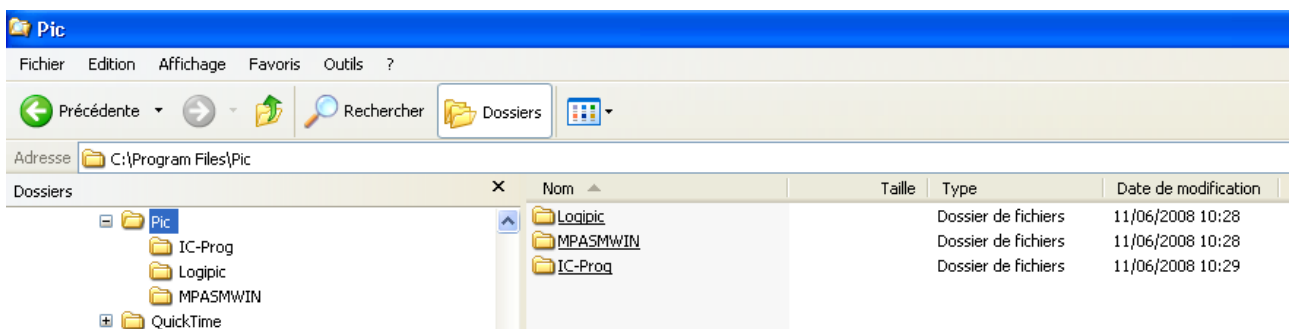 Pic
Fichier Edition Affichage Favoris Outils ?
Précédente Rechercher Dossiers
Adresse C:\Program Files\Pic
Dossiers X Nom Taille Type Date de modification
Pic
IC-Prog
Logipic
MPASMWIN
QuickTime
Logipic Dossier de fichiers 11/06/2008 10:28
MPASMWIN Dossier de fichiers 11/06/2008 10:28
IC-Prog Dossier de fichiers 11/06/2008 10:29